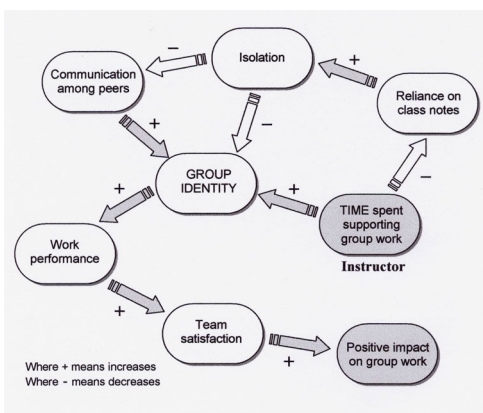 Isolation
Communication
among peers
Reliance on
class notes
GROUP
IDENTITY
TIME spent
supporting
group work
Instructor
Work
performance
Team
satisfaction
Positive impact
on group work
Where + means increases
Where - means decreases
–
+
–
+
+
–
+
+
+